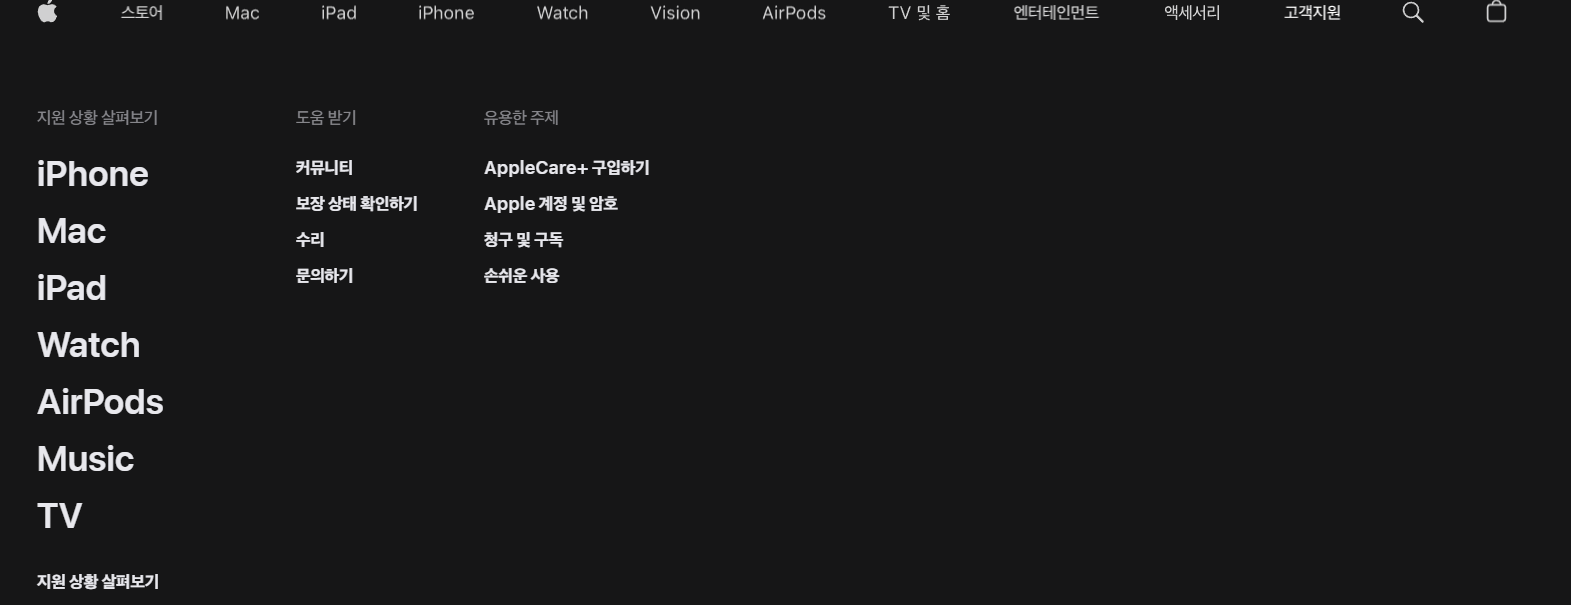 스토어 Mac iPad iPhone Watch Vision AirPods TV 및 홈 엔터테인먼트 액세서리 고객지원
지원 상황 살펴보기
iPhone
Mac
iPad
Watch
AirPods
Music
TV
지원 상황 살펴보기
도움 받기
커뮤니티
보장 상태 확인하기
수리
문의하기
유용한 주제
AppleCare+ 구입하기
Apple 계정 및 암호
청구 및 구독
손쉬운 사용